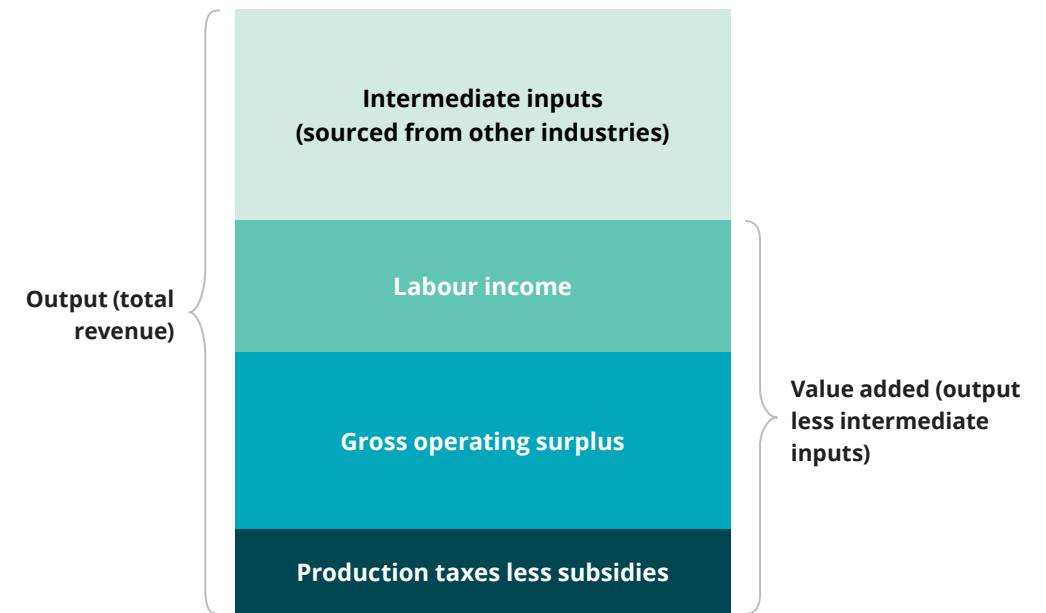 Intermediate inputs
(sourced from other industries)
Labour income
Output (total
revenue)
Value added (output
less intermediate
inputs)
Gross operating surplus
Production taxes less subsidies